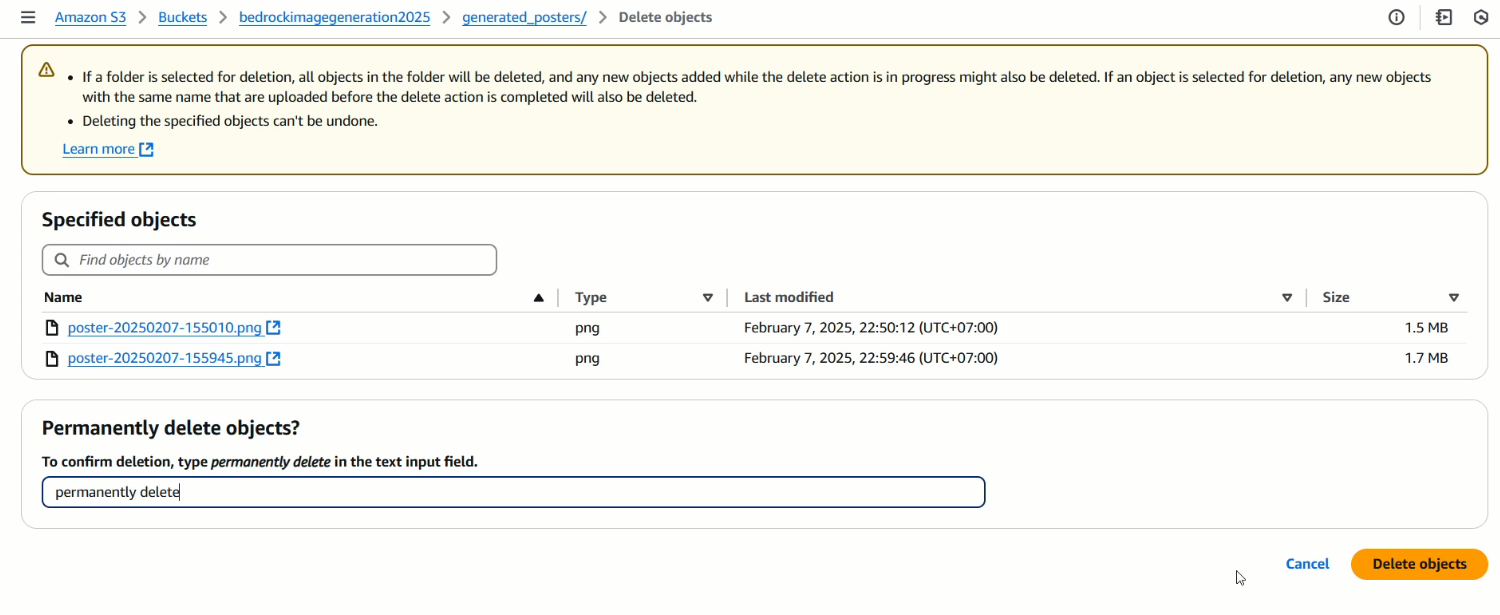 Amazon S3 > Buckets > bedrockimagegeneration2025 > generated_posters/ > Delete objects
• If a folder is selected for deletion, all objects in the folder will be deleted, and any new objects added while the delete action is in progress might also be deleted. If an object is selected for deletion, any new objects
with the same name that are uploaded before the delete action is completed will also be deleted.
• Deleting the specified objects can't be undone.
Learn more
Specified objects
Find objects by name
Name Type Last modified Size
poster-20250207-155010.png png February 7, 2025, 22:50:12 (UTC+07:00) 1.5 MB
poster-20250207-155945.png png February 7, 2025, 22:59:46 (UTC+07:00) 1.7 MB
Permanently delete objects?
To confirm deletion, type permanently delete in the text input field.
permanently delete
Cancel Delete objects